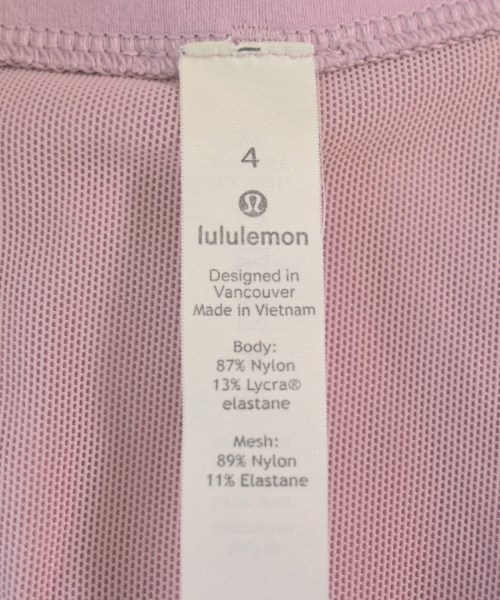 4
lululemon
Designed in
Vancouver
Made in Vietnam
Body:
87% Nylon
13% Lycra®
elastane
Mesh:
89% Nylon
11% Elastane